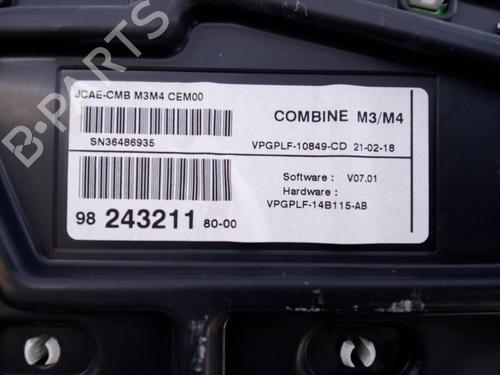 JCAE-CMB M3M4 CEM00
COMBINE M3/M4
SN36486935
VPGPLF-10849-CD 21-02-18
Software : V07.01
Hardware :
VPGPLF-14B115-AB
98 243211 80-00
B-PARTS